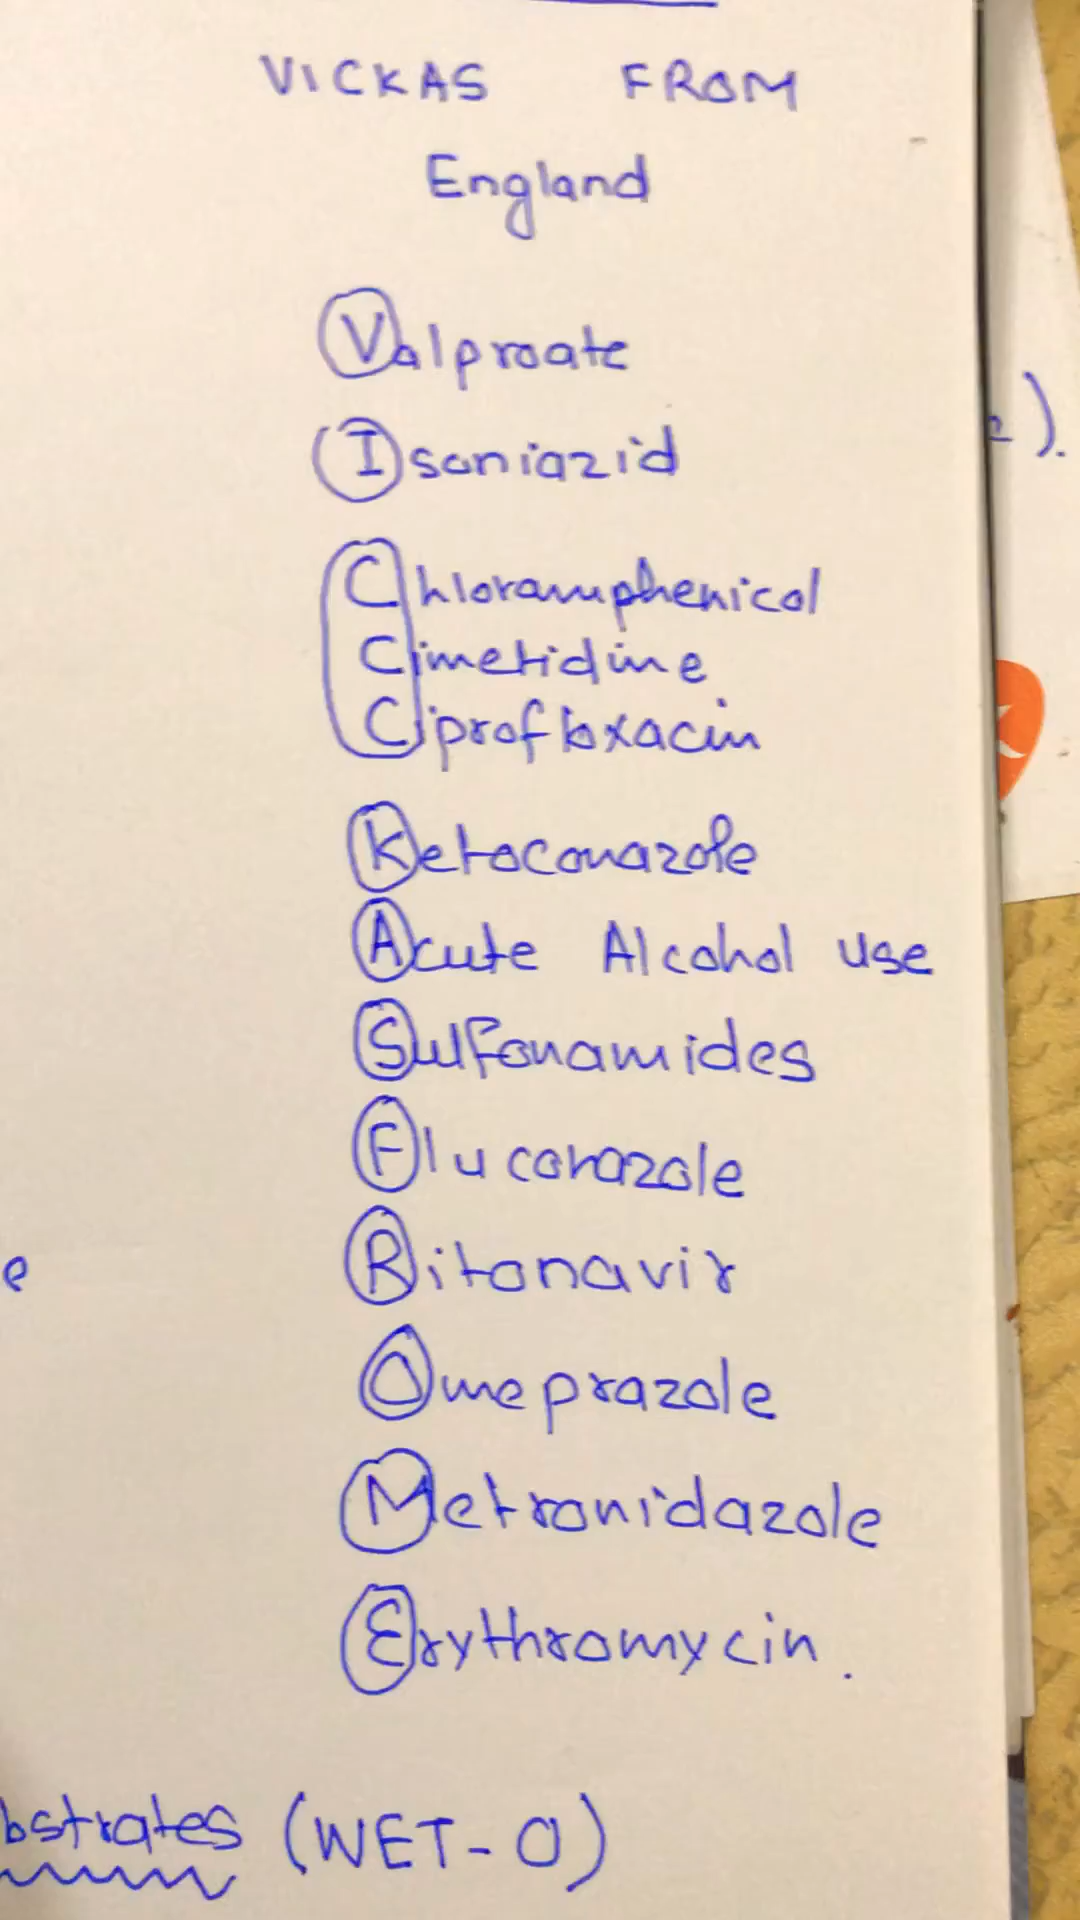 VICKAS FROM
England
Valproate
Isoniazid
Chloramphenicol
Cimetidine
Ciprofloxacin
Ketoconazole
Acute Alcohol use
Sulfonamides
Fluconazole
Ritonavir
Omeprazole
Metronidazole
Erythromycin.
bstrates (WET-O)